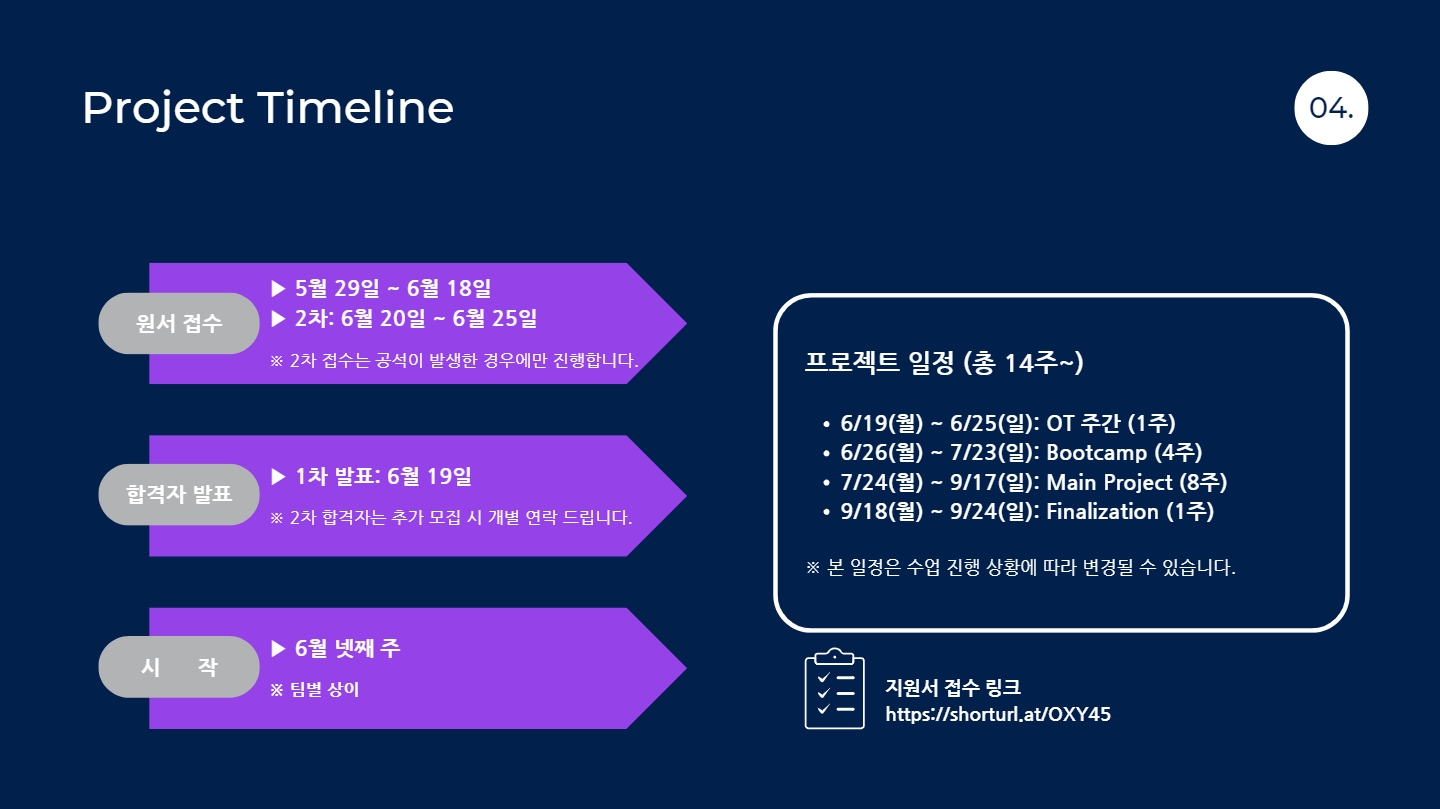 Project Timeline
04.
원서 접수
▶ 5월 29일 ~ 6월 18일
▶ 2차: 6월 20일 ~ 6월 25일
※ 2차 접수는 공석이 발생한 경우에만 진행합니다.
합격자 발표
▶ 1차 발표: 6월 19일
※ 2차 합격자는 추가 모집 시 개별 연락 드립니다.
시 작
▶ 6월 넷째 주
※ 팀별 상이
프로젝트 일정 (총 14주~)
• 6/19(월) ~ 6/25(일): OT 주간 (1주)
• 6/26(월) ~ 7/23(일): Bootcamp (4주)
• 7/24(월) ~ 9/17(일): Main Project (8주)
• 9/18(월) ~ 9/24(일): Finalization (1주)
※ 본 일정은 수업 진행 상황에 따라 변경될 수 있습니다.
지원서 접수 링크
https://shorturl.at/OXY45